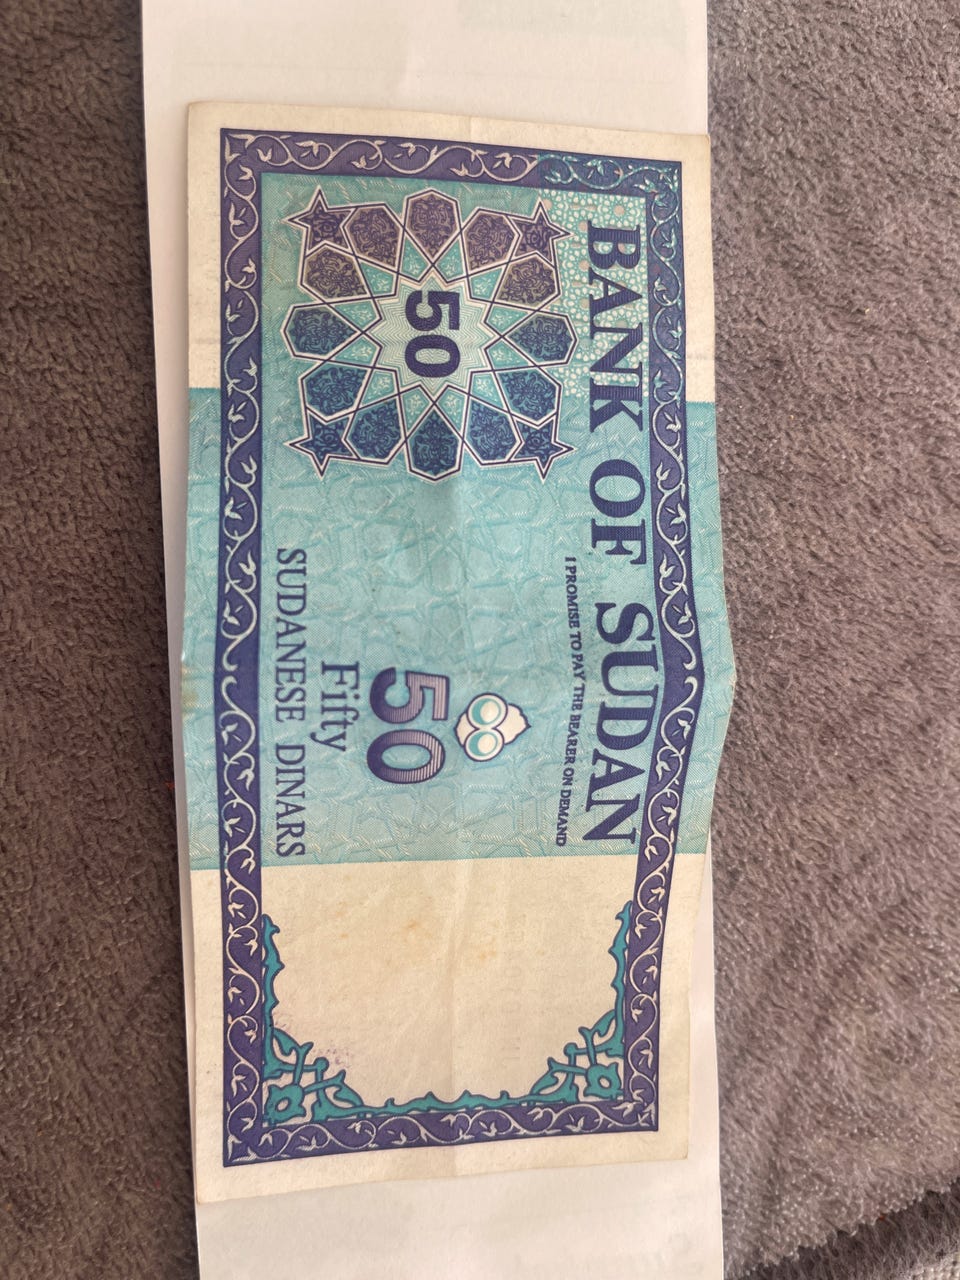 BANK OF SUDAN
I PROMISE TO PAY THE BEARER ON DEMAND
50
50
Fifty
SUDANESE DINARS